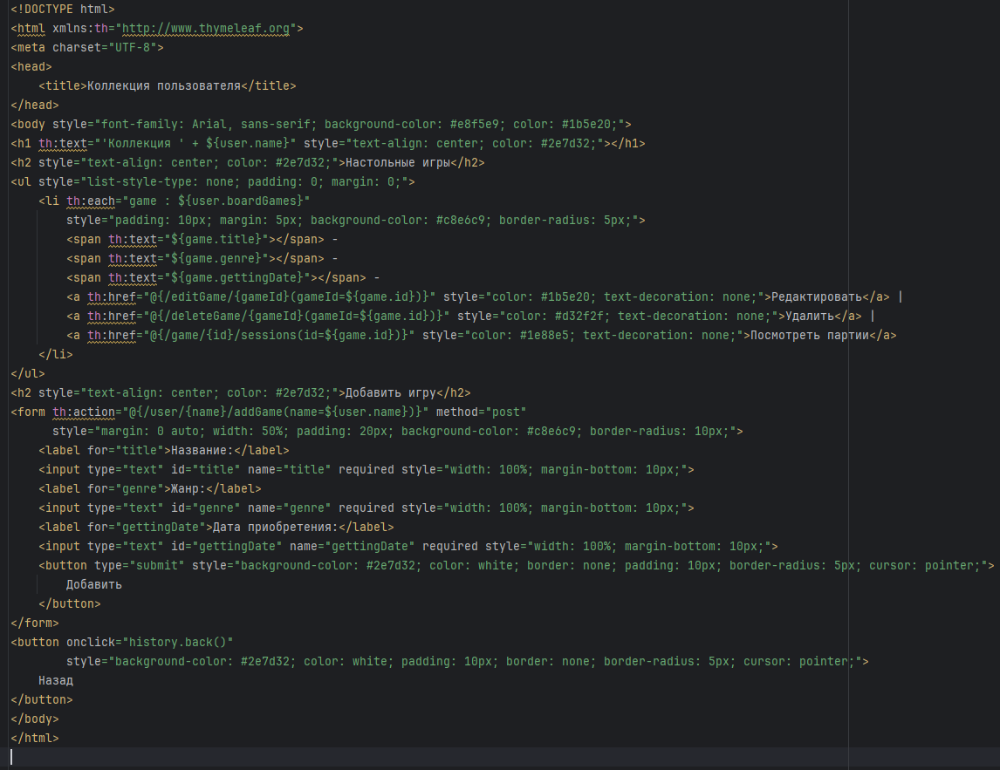 <!DOCTYPE html>
<html xmlns:th="http://www.thymeleaf.org">
<meta charset="UTF-8">
<head>
    <title>Коллекция пользователя</title>
</head>
<body style="font-family: Arial, sans-serif; background-color: #e8f5e9; color: #1b5e20;">
<h1 th:text="'Коллекция ' + ${user.name}" style="text-align: center; color: #2e7d32;"></h1>
<h2 style="text-align: center; color: #2e7d32;">Настольные игры</h2>
<ul style="list-style-type: none; padding: 0; margin: 0;">
    <li th:each="game : ${user.boardGames}"
        style="padding: 10px; margin: 5px; background-color: #c8e6c9; border-radius: 5px;">
        <span th:text="${game.title}"></span> -
        <span th:text="${game.genre}"></span> -
        <span th:text="${game.gettingDate}"></span> -
        <a th:href="@{/editGame/{gameId}(gameId=${game.id})}" style="color: #1b5e20; text-decoration: none;">Редактировать</a> |
        <a th:href="@{/deleteGame/{gameId}(gameId=${game.id})}" style="color: #d32f2f; text-decoration: none;">Удалить</a> |
        <a th:href="@{/game/{id}/sessions(id=${game.id})}" style="color: #1e88e5; text-decoration: none;">Посмотреть партии</a>
    </li>
</ul>
<h2 style="text-align: center; color: #2e7d32;">Добавить игру</h2>
<form th:action="@{/user/{name}/addGame(name=${user.name})}" method="post"
      style="margin: 0 auto; width: 50%; padding: 20px; background-color: #c8e6c9; border-radius: 10px;">
    <label for="title">Название:</label>
    <input type="text" id="title" name="title" required style="width: 100%; margin-bottom: 10px;">
    <label for="genre">Жанр:</label>
    <input type="text" id="genre" name="genre" required style="width: 100%; margin-bottom: 10px;">
    <label for="gettingDate">Дата приобретения:</label>
    <input type="text" id="gettingDate" name="gettingDate" required style="width: 100%; margin-bottom: 10px;">
    <button type="submit" style="background-color: #2e7d32; color: white; border: none; padding: 10px; border-radius: 5px; cursor: pointer;">
        Добавить
    </button>
</form>
<button onclick="history.back()"
        style="background-color: #2e7d32; color: white; padding: 10px; border: none; border-radius: 5px; cursor: pointer;">
    Назад
</button>
</body>
</html>